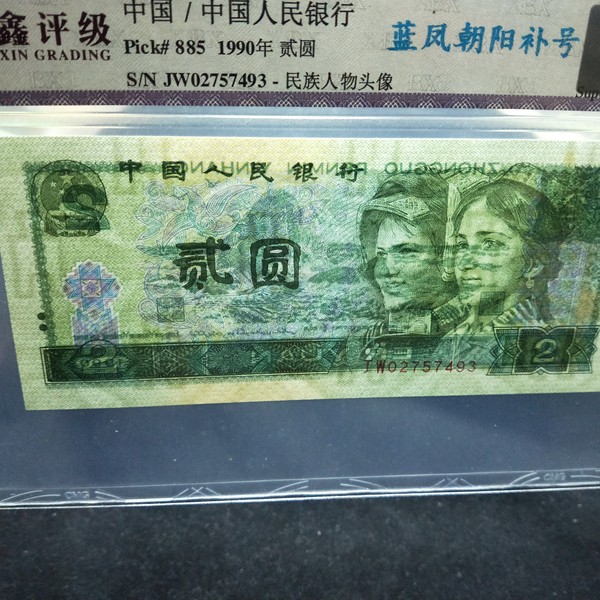 鑫评级
XIN GRADING
中国 / 中国人民银行
Pick# 885 1990年 贰圆
S/N JW02757493 - 民族人物头像
蓝凤朝阳补号
中国人民银行
ZHONGGUO RENMIN YINHANG
贰圆
JW02757493
2